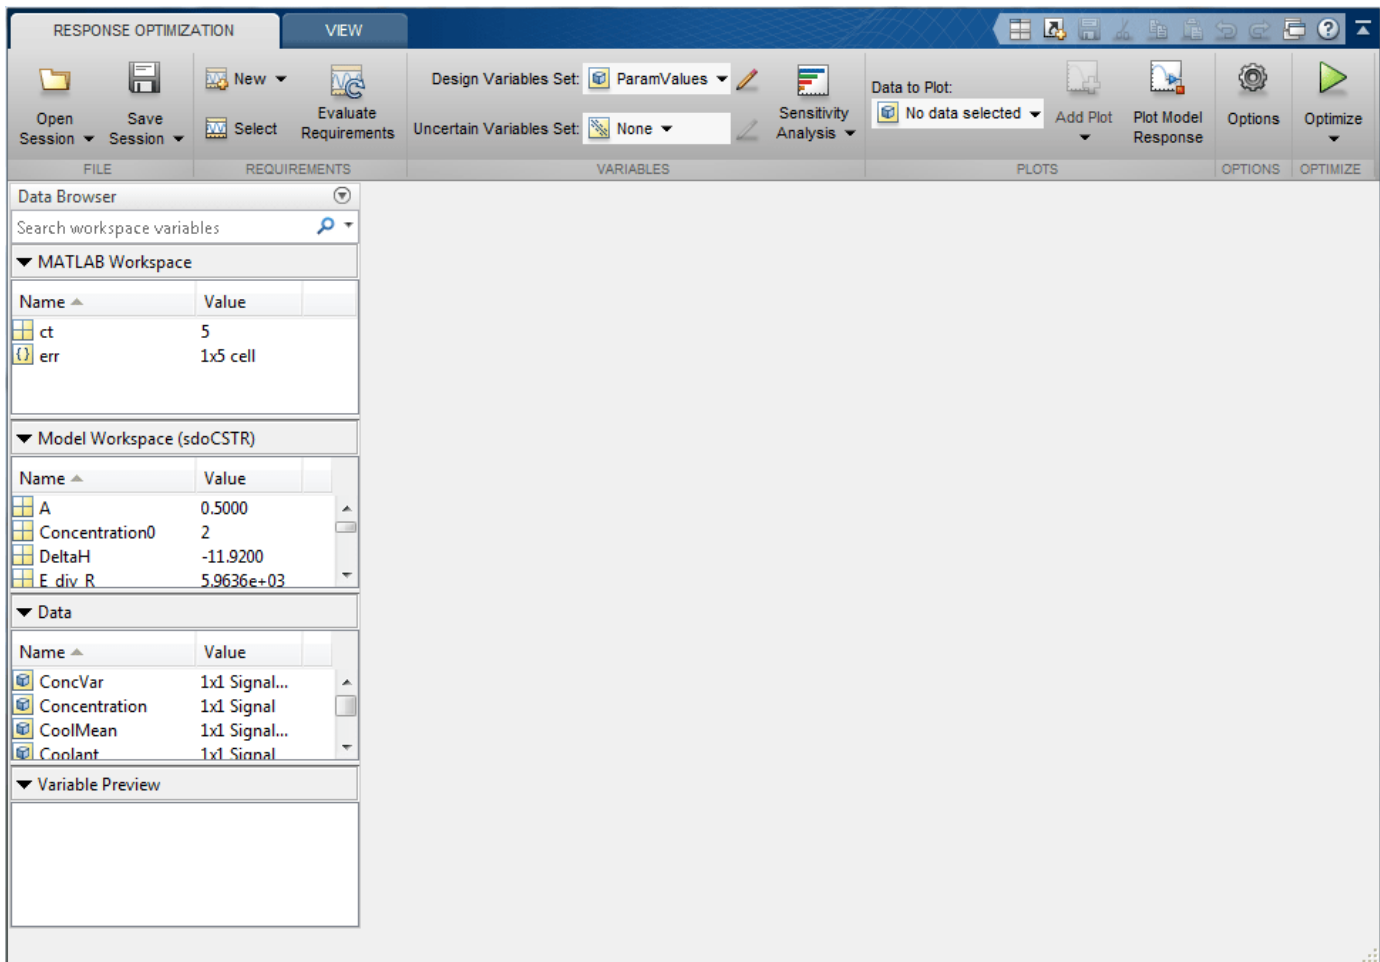 RESPONSE OPTIMIZATION VIEW
New Design Variables Set: ParamValues Data to Plot:
No data selected
Open Session Save Session Select Evaluate Requirements Uncertain Variables Set: None Sensitivity Analysis Add Plot Plot Model Response Options Optimize
FILE REQUIREMENTS VARIABLES PLOTS OPTIONS OPTIMIZE
Data Browser
Search workspace variables
MATLAB Workspace
Name Value
ct 5
err 1x5 cell
Model Workspace (sdoCSTR)
Name Value
A 0.5000
Concentration0 2
DeltaH -11.9200
E_div_R 5.9636e+03
Data
Name Value
ConcVar 1x1 Signal...
Concentration 1x1 Signal
CoolMean 1x1 Signal...
Coolant 1x1 Signal
Variable Preview